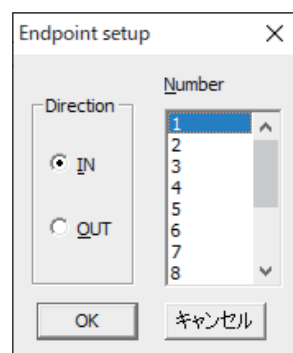 Endpoint setup
Number
Direction
IN
OUT
1
2
3
4
5
6
7
8
OK
キャンセル